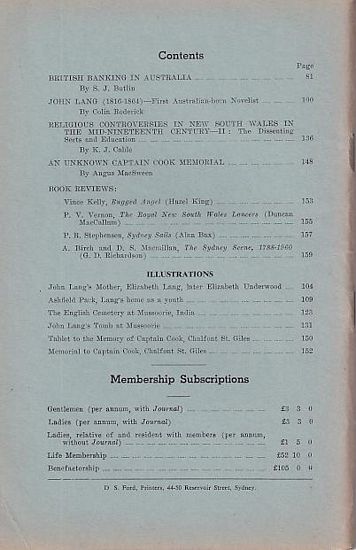 Contents
Page
BRITISH BANKING IN AUSTRALIA 81
By S. J. Butlin
JOHN LANG (1816-1864)—First Australian-born Novelist 100
By Colin Roderick
RELIGIOUS CONTROVERSIES IN NEW SOUTH WALES IN
THE MID-NINETEENTH CENTURY—II: The Dissenting
Sects and Education 136
By K. J. Cable
AN UNKNOWN CAPTAIN COOK MEMORIAL 148
By Angus MacSween
BOOK REVIEWS:
Vince Kelly, Rugged Angel (Hazel King) 153
P. V. Vernon, The Royal New South Wales Lancers (Duncan
MacCallum) 155
P. R. Stephensen, Sydney Sails (Alan Bax) 157
A. Birch and D. S. Macmillan, The Sydney Scene, 1788-1960
(G. D. Richardson) 159
ILLUSTRATIONS
John Lang's Mother, Elizabeth Lang, later Elizabeth Underwood 104
Ashfield Park, Lang's home as a youth 109
The English Cemetery at Mussoorie, India 123
John Lang's Tomb at Mussoorie 131
Tablet to the Memory of Captain Cook, Chalfont St. Giles 150
Memorial to Captain Cook, Chalfont St. Giles 152
Membership Subscriptions
Gentlemen (per annum, with Journal) £3 3 0
Ladies (per annum, with Journal) £3 3 0
Ladies, relative of and resident with members (per annum,
without Journal) £1 5 0
Life Membership £52 10 0
Benefactorship £105 0 0
D. S. Ford, Printers, 44-50 Reservoir Street, Sydney.